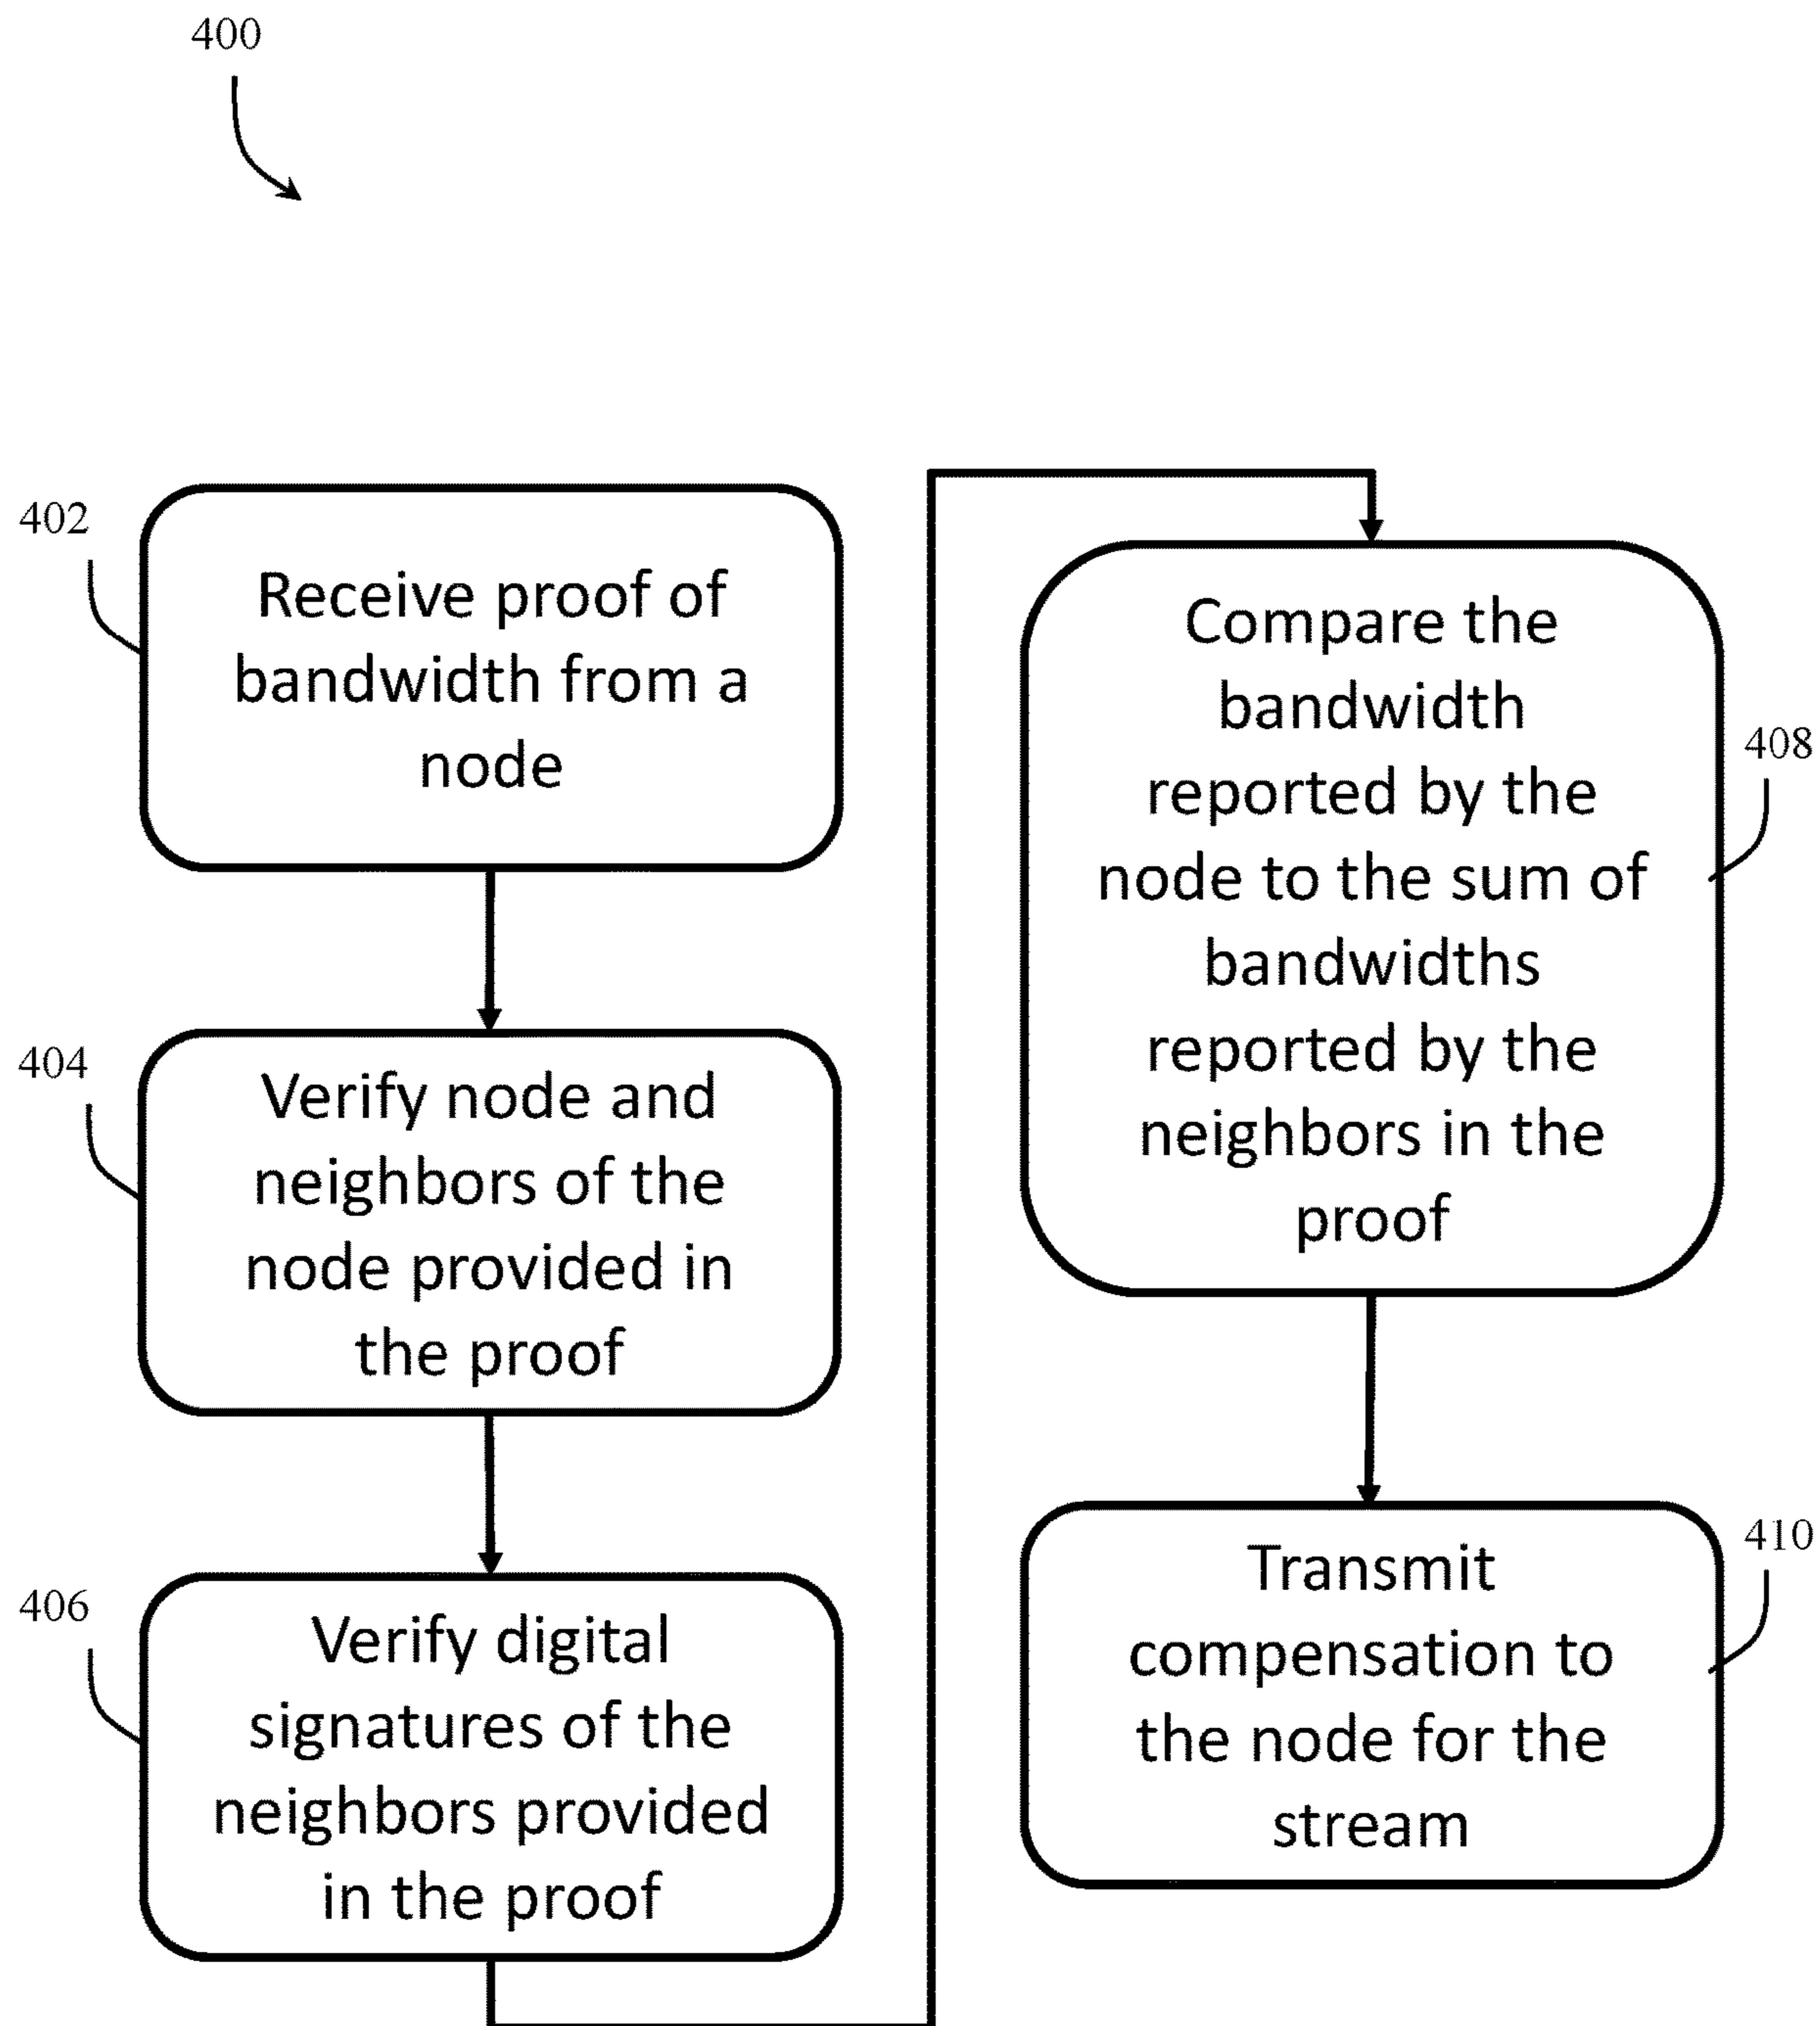 400
402
Receive proof of
bandwidth from a
node
404
Verify node and
neighbors of the
node provided in
the proof
406
Verify digital
signatures of the
neighbors provided
in the proof
Compare the
bandwidth
reported by the
node to the sum of
bandwidths
reported by the
neighbors in the
proof
408
Transmit
compensation to
the node for the
stream
410